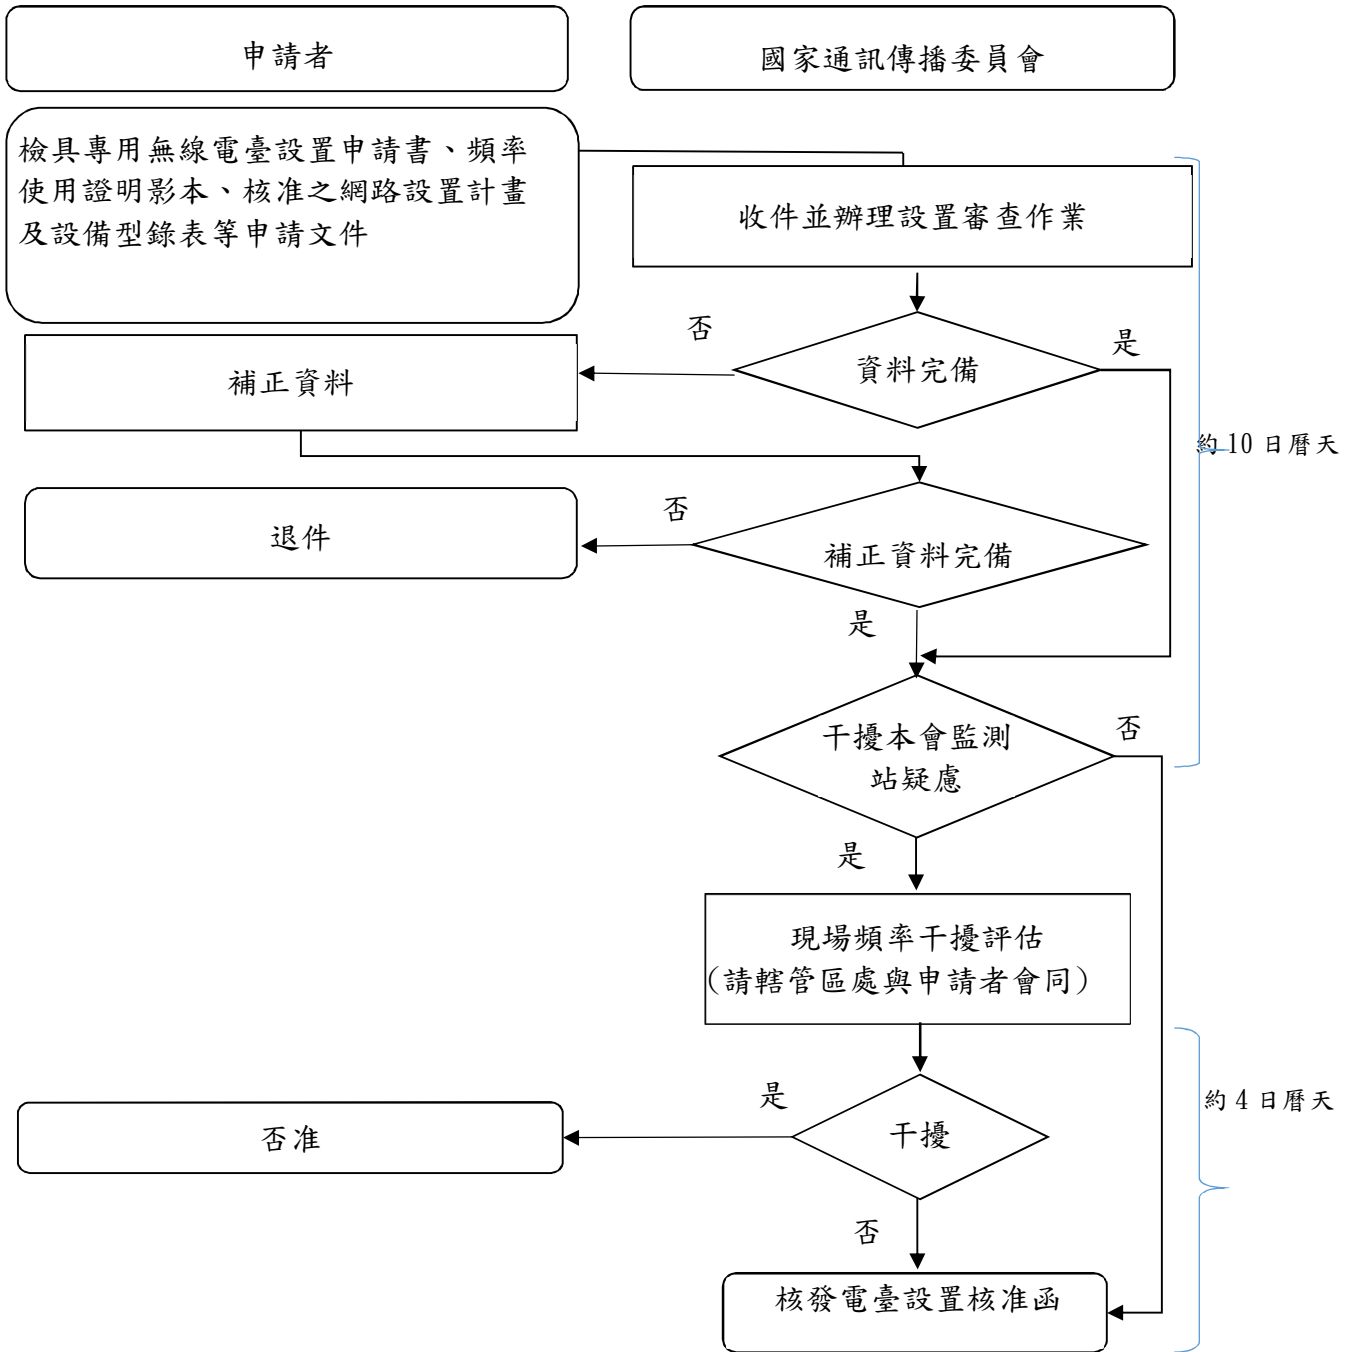 申請者
國家通訊傳播委員會
檢具專用無線電臺設置申請書、頻率
使用證明影本、核准之網路設置計畫
及設備型錄表等申請文件
收件並辦理設置審查作業
否
是
資料完備
補正資料
約 10 日曆天
否
退件
補正資料完備
是
干擾本會監測
站疑慮
否
是
現場頻率干擾評估
(請轄管區處與申請者會同)
約 4 日曆天
是
干擾
否准
否
核發電臺設置核准函